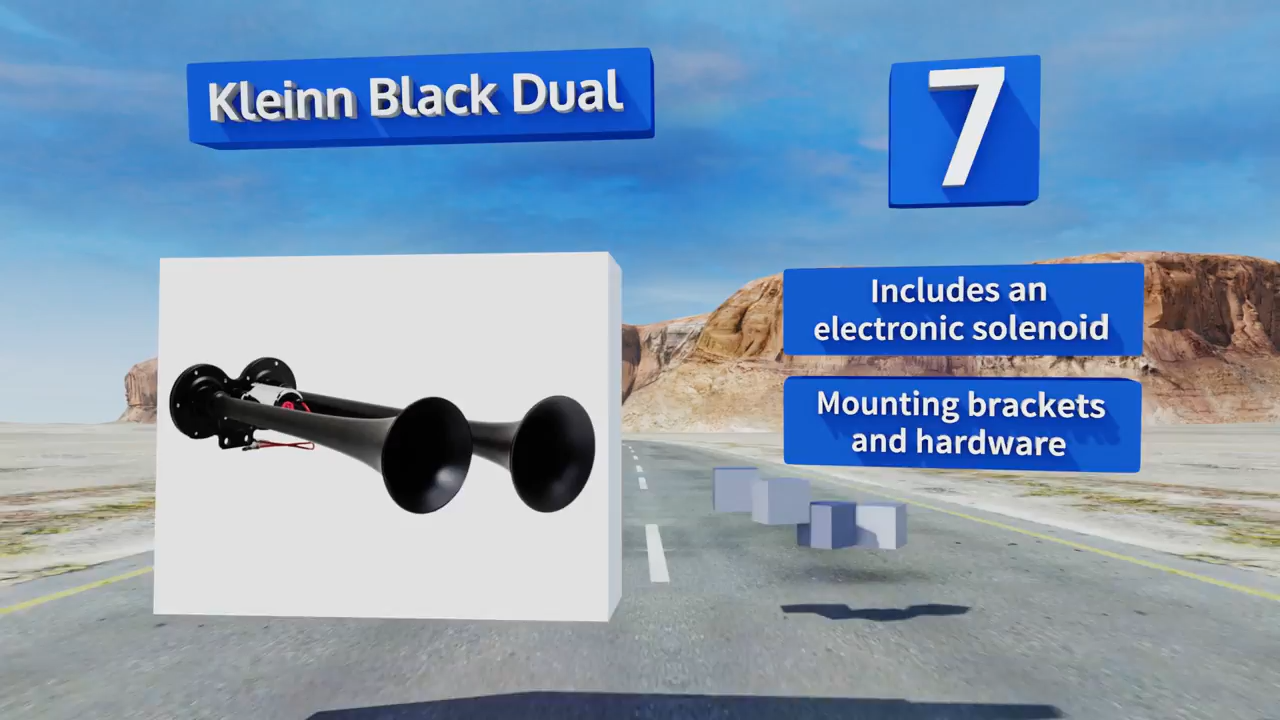 Kleinn Black Dual
7
Includes an
electronic solenoid
Mounting brackets
and hardware